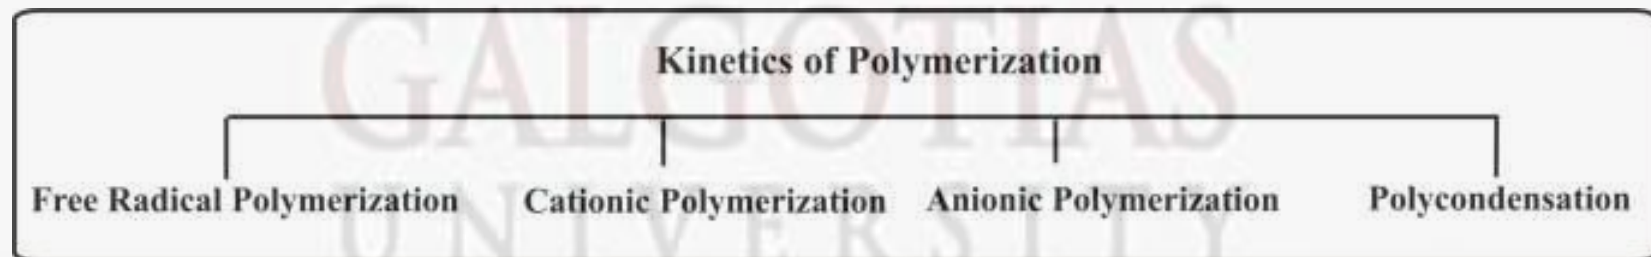 GALGOTIAS
UNIVERSITY
Kinetics of Polymerization
Free Radical Polymerization Cationic Polymerization Anionic Polymerization Polycondensation